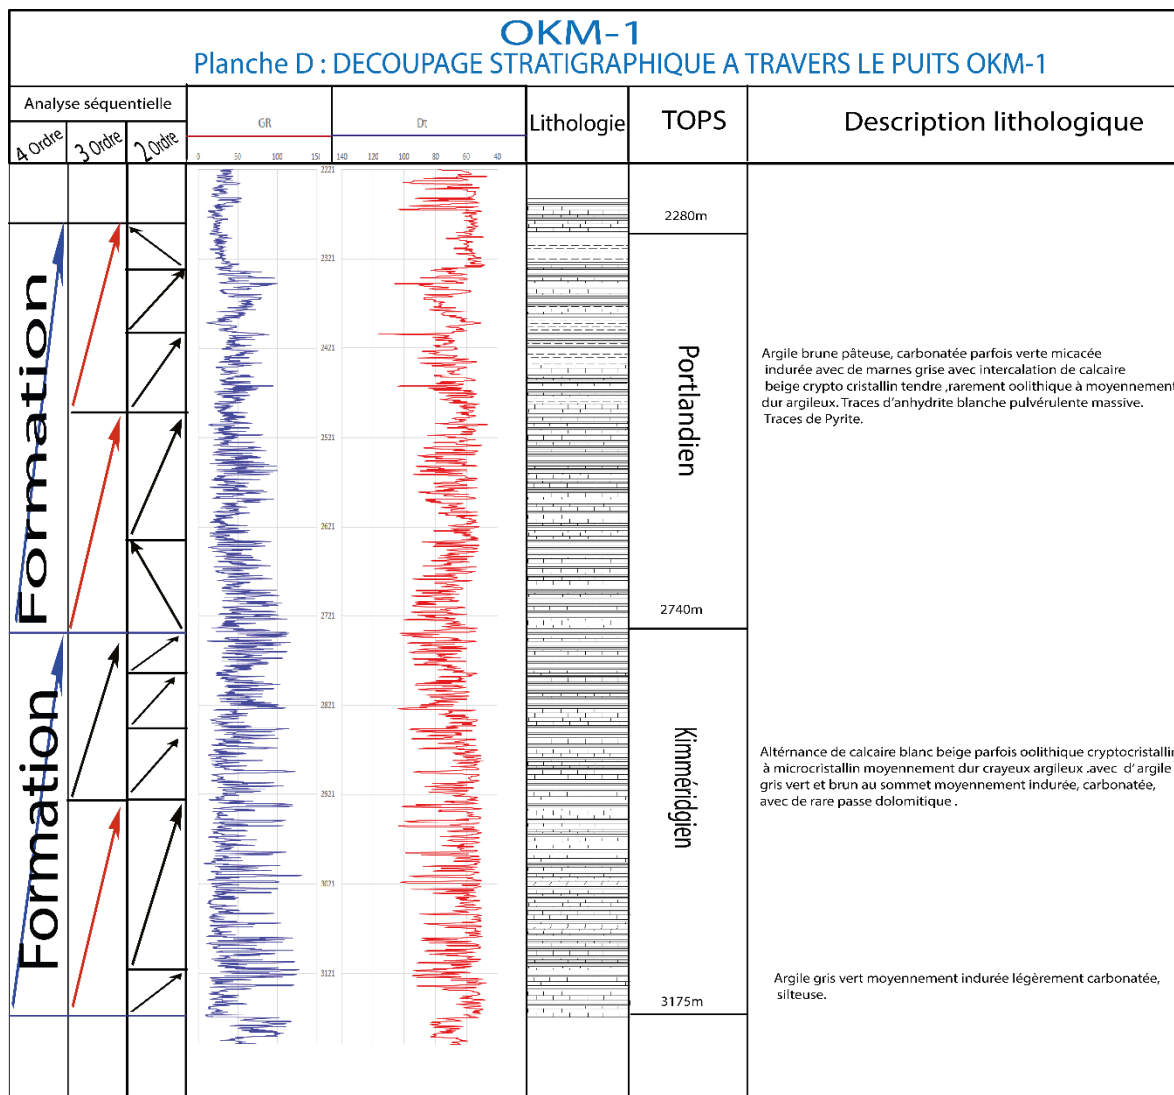 OKM-1
Planche D : DECOUPAGE STRATIGRAPHIQUE A TRAVERS LE PUITS OKM-1
Analyse séquentielle
4 Ordre
3 Ordre
2 Ordre
GR
Dt
Lithologie
TOPS
Description lithologique
0 50 100 15
140 120 100 80 60 40
2221
2280m
2321
Formation
2421
Portlandien
Argile brune pâteuse, carbonatée parfois verte micacée
indurée avec de marnes grise avec intercalation de calcaire
beige crypto cristallin tendre ,rarement oolithique à moyennement
dur argileux. Traces d'anhydrite blanche pulvérulente massive.
Traces de Pyrite.
2521
2621
2721
2740m
Formation
2821
Kimméridgien
Altérnance de calcaire blanc beige parfois oolithique cryptocristallin
à microcristallin moyennement dur crayeux argileux .avec d' argile
gris vert et brun au sommet moyennement indurée, carbonatée,
avec de rare passe dolomitique .
2921
3021
3121
Argile gris vert moyennement indurée légèrement carbonatée,
silteuse.
3175m